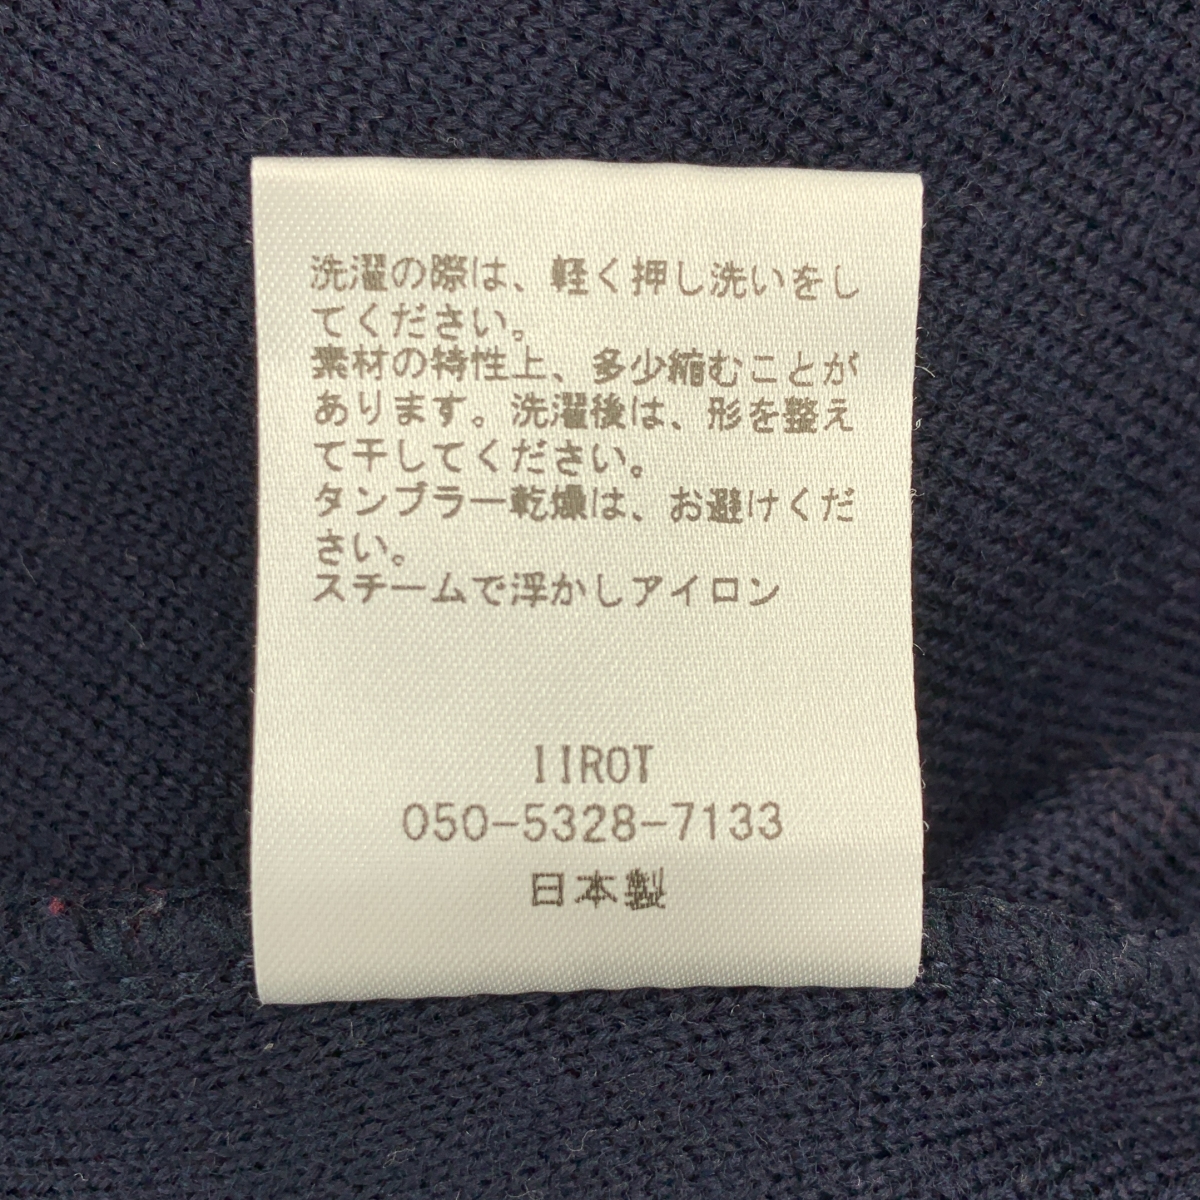 洗濯の際は、軽く押し洗いをし
てください。
素材の特性上、多少縮むことが
あります。洗濯後は、形を整え
て干してください。
タンブラー乾燥は、お避けくだ
さい。
スチームで浮かしアイロン
IIROT
050-5328-7133
日本製